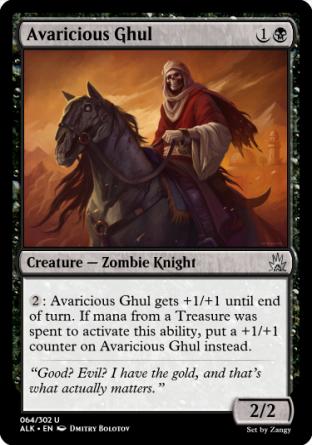 Avaricious Ghul 1
Creature — Zombie Knight
2: Avaricious Ghul gets +1/+1 until end
of turn. If mana from a Treasure was
spent to activate this ability, put a +1/+1
counter on Avaricious Ghul instead.
“Good? Evil? I have the gold, and that’s
what actually matters.”
2/2
064/302 U
ALK • EN Dmitry Bolotov
Set by Zangy